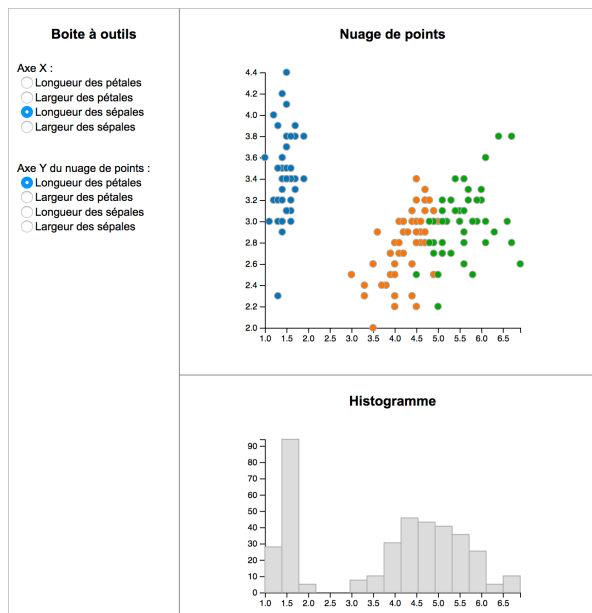 Boite à outils
Axe X :
Longueur des pétales
Largeur des pétales
Longueur des sépales
Largeur des sépales
Axe Y du nuage de points :
Longueur des pétales
Largeur des pétales
Longueur des sépales
Largeur des sépales
Nuage de points
4.4
4.2
4.0
3.8
3.6
3.4
3.2
3.0
2.8
2.6
2.4
2.2
2.0
1.0 1.5 2.0 2.5 3.0 3.5 4.0 4.5 5.0 5.5 6.0 6.5
Histogramme
90
80
70
60
50
40
30
20
10
0
1.0 1.5 2.0 2.5 3.0 3.5 4.0 4.5 5.0 5.5 6.0 6.5